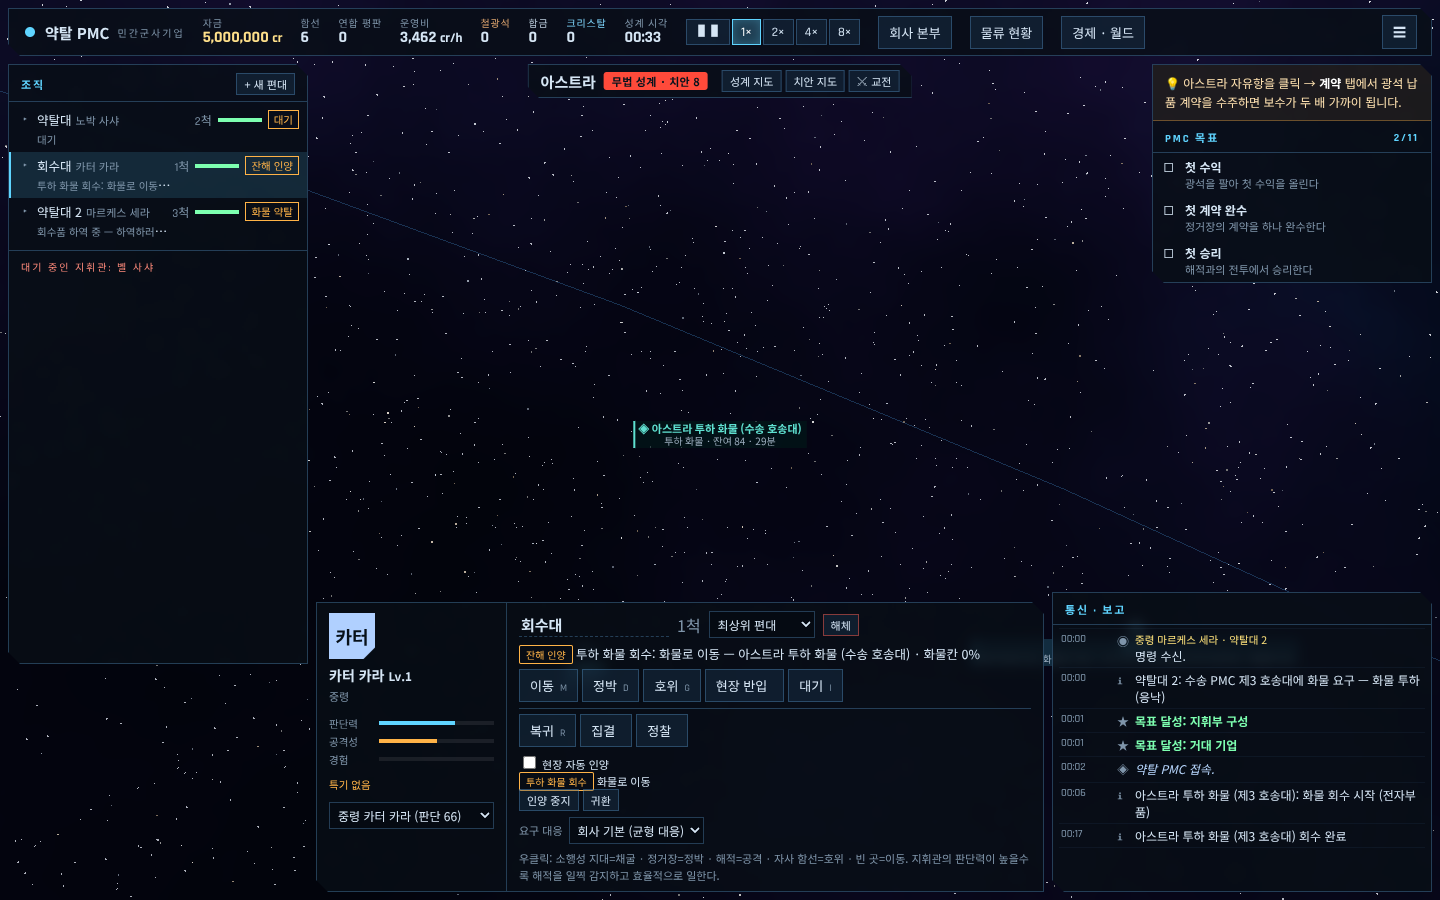 약탈 PMC 민간군사기업
자금 5,000,000 cr
함선 6
연합 평판 0
운영비 3,462 cr/h
철광석 0
합금 0
크리스탈 0
성계 시각 00:33
1× 2× 4× 8×
회사 본부
물류 현황
경제 · 월드
조직
+ 새 편대
약탈대 노박 사샤 2척 대기
대기
회수대 카터 카라 1척 잔해 인양
투하 화물 회수: 화물로 이동…
약탈대 2 마르케스 세라 3척 화물 약탈
회수품 하역 중 — 하역하러…
대기 중인 지휘관: 벨 사샤
아스트라 무법 성계 · 치안 8 성계 지도 치안 지도 ⚔ 교전
💡 아스트라 자유항을 클릭 → 계약 탭에서 광석 납
품 계약을 수주하면 보수가 두 배 가까이 됩니다.
PMC 목표 2/11
첫 수익
광석을 팔아 첫 수익을 올린다
첫 계약 완수
정거장의 계약을 하나 완수한다
첫 승리
해적과의 전투에서 승리한다
◈ 아스트라 투하 화물 (수송 호송대)
투하 화물 · 잔여 84 · 29분
카터
카터 카라 Lv.1
중령
판단력
공격성
경험
특기 없음
중령 카터 카라 (판단 66)
회수대 1척 최상위 편대 해체
잔해 인양 투하 화물 회수: 화물로 이동 — 아스트라 투하 화물 (수송 호송대) · 화물칸 0%
이동 M 정박 D 호위 G 현장 반입 대기 I
복귀 R 집결 정찰
현장 자동 인양
투하 화물 회수 화물로 이동
인양 중지 귀환
요구 대응 회사 기본 (균형 대응)
우클릭: 소행성 지대=채굴 · 정거장=정박 · 해적=공격 · 자사 함선=호위 · 빈 곳=이동. 지휘관의 판단력이 높을수
록 해적을 일찍 감지하고 효율적으로 일한다.
화
통신 · 보고
00:00 ◉ 중령 마르케스 세라 · 약탈대 2
명령 수신.
00:00 ℹ 약탈대 2: 수송 PMC 제3 호송대에 화물 요구 — 화물 투하
(응낙)
00:01 ★ 목표 달성: 지휘부 구성
00:01 ★ 목표 달성: 거대 기업
00:02 ◈ 약탈 PMC 접속.
00:06 ℹ 아스트라 투하 화물 (제3 호송대): 화물 회수 시작 (전자부
품)
00:17 ℹ 아스트라 투하 화물 (제3 호송대) 회수 완료